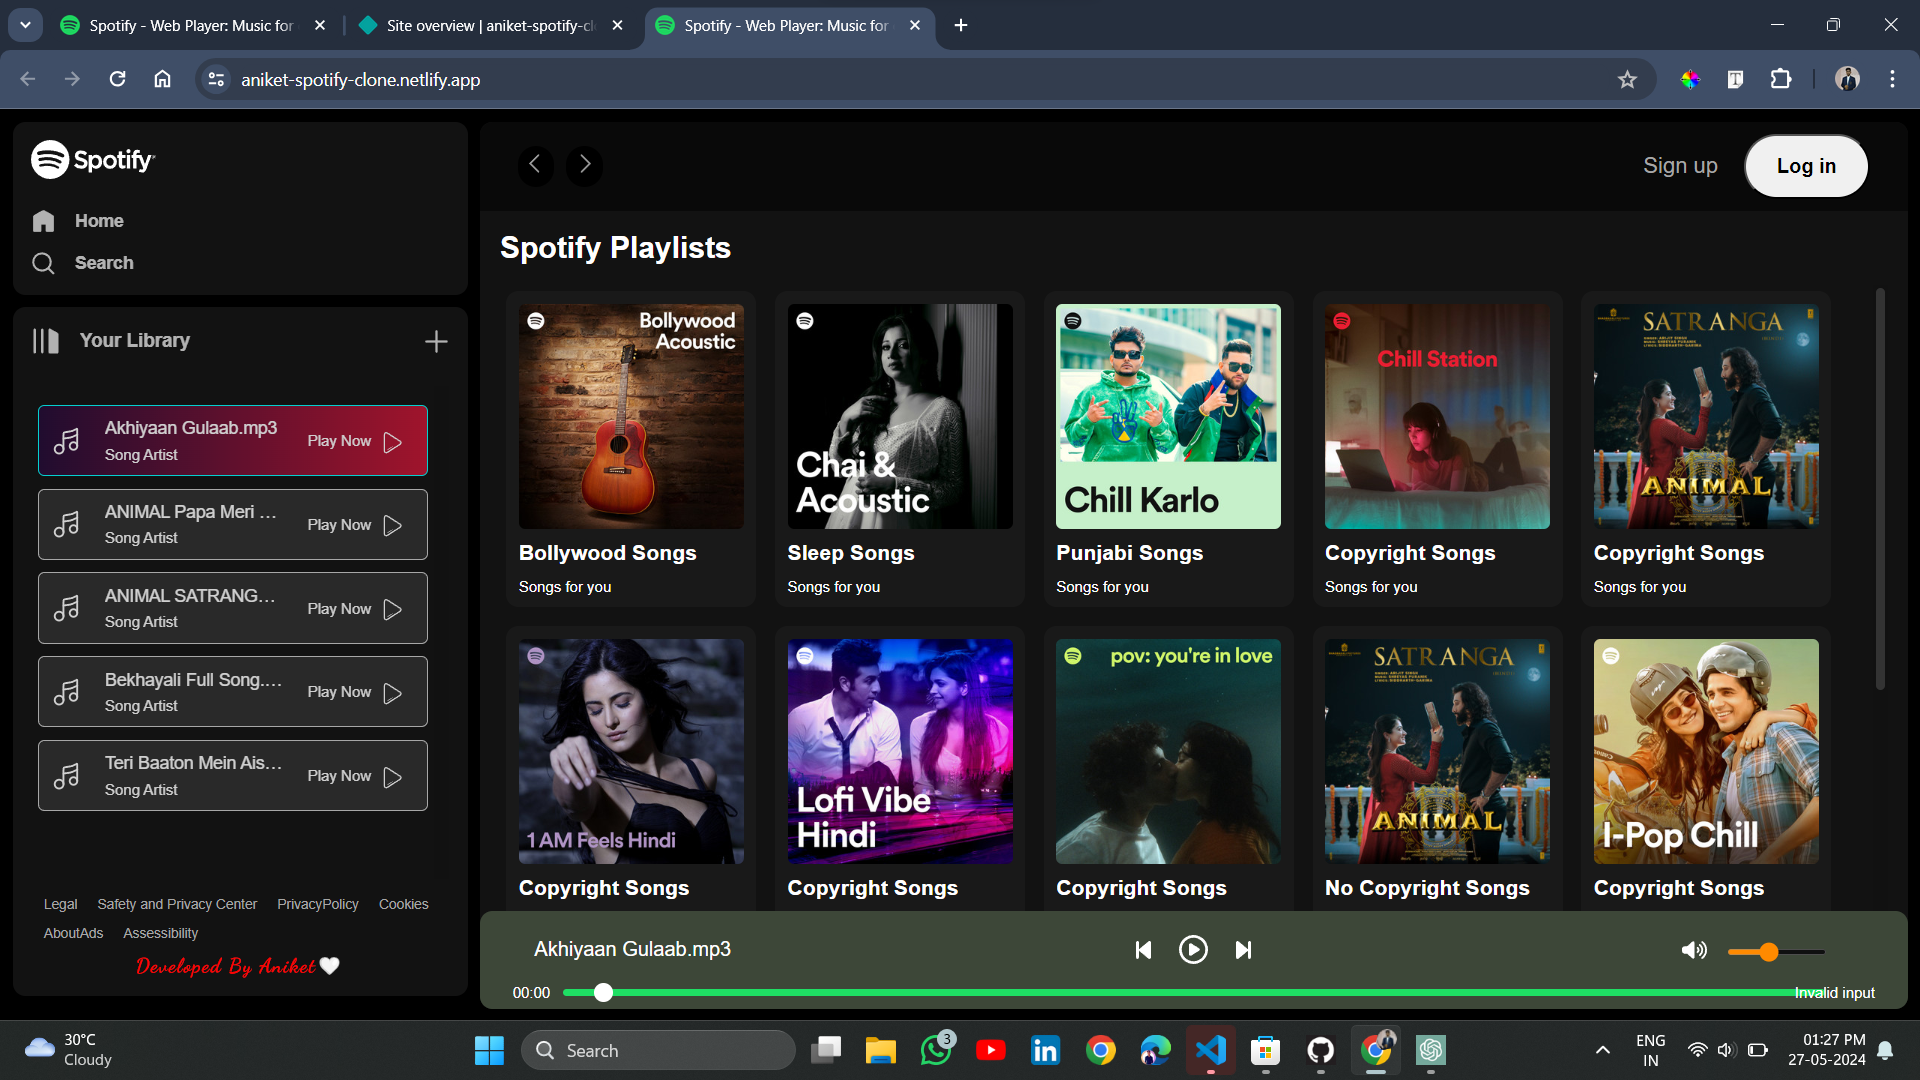 Spotify - Web Player: Music for
Site overview | aniket-spotify-cl
Spotify - Web Player: Music for
aniket-spotify-clone.netlify.app
Spotify
Home
Search
Your Library
Akhiyaan Gulaab.mp3
Song Artist
Play Now
ANIMAL Papa Meri ...
Song Artist
Play Now
ANIMAL SATRANG...
Song Artist
Play Now
Bekhayali Full Song....
Song Artist
Play Now
Teri Baaton Mein Ais...
Song Artist
Play Now
Legal Safety and Privacy Center PrivacyPolicy Cookies
AboutAds Assessibility
Developed By Aniket
Sign up
Log in
Spotify Playlists
Bollywood
Acoustic
Bollywood Songs
Songs for you
Chai &
Acoustic
Sleep Songs
Songs for you
Chill Karlo
Punjabi Songs
Songs for you
Chill Station
Copyright Songs
Songs for you
SATRANGA
ANIMAL
Copyright Songs
Songs for you
1 AM Feels Hindi
Copyright Songs
Lofi Vibe
Hindi
Copyright Songs
pov: you're in love
Copyright Songs
SATRANGA
ANIMAL
No Copyright Songs
I-Pop Chill
Copyright Songs
Akhiyaan Gulaab.mp3
00:00
Invalid input
30°C
Cloudy
Search
3
ENG
IN
01:27 PM
27-05-2024